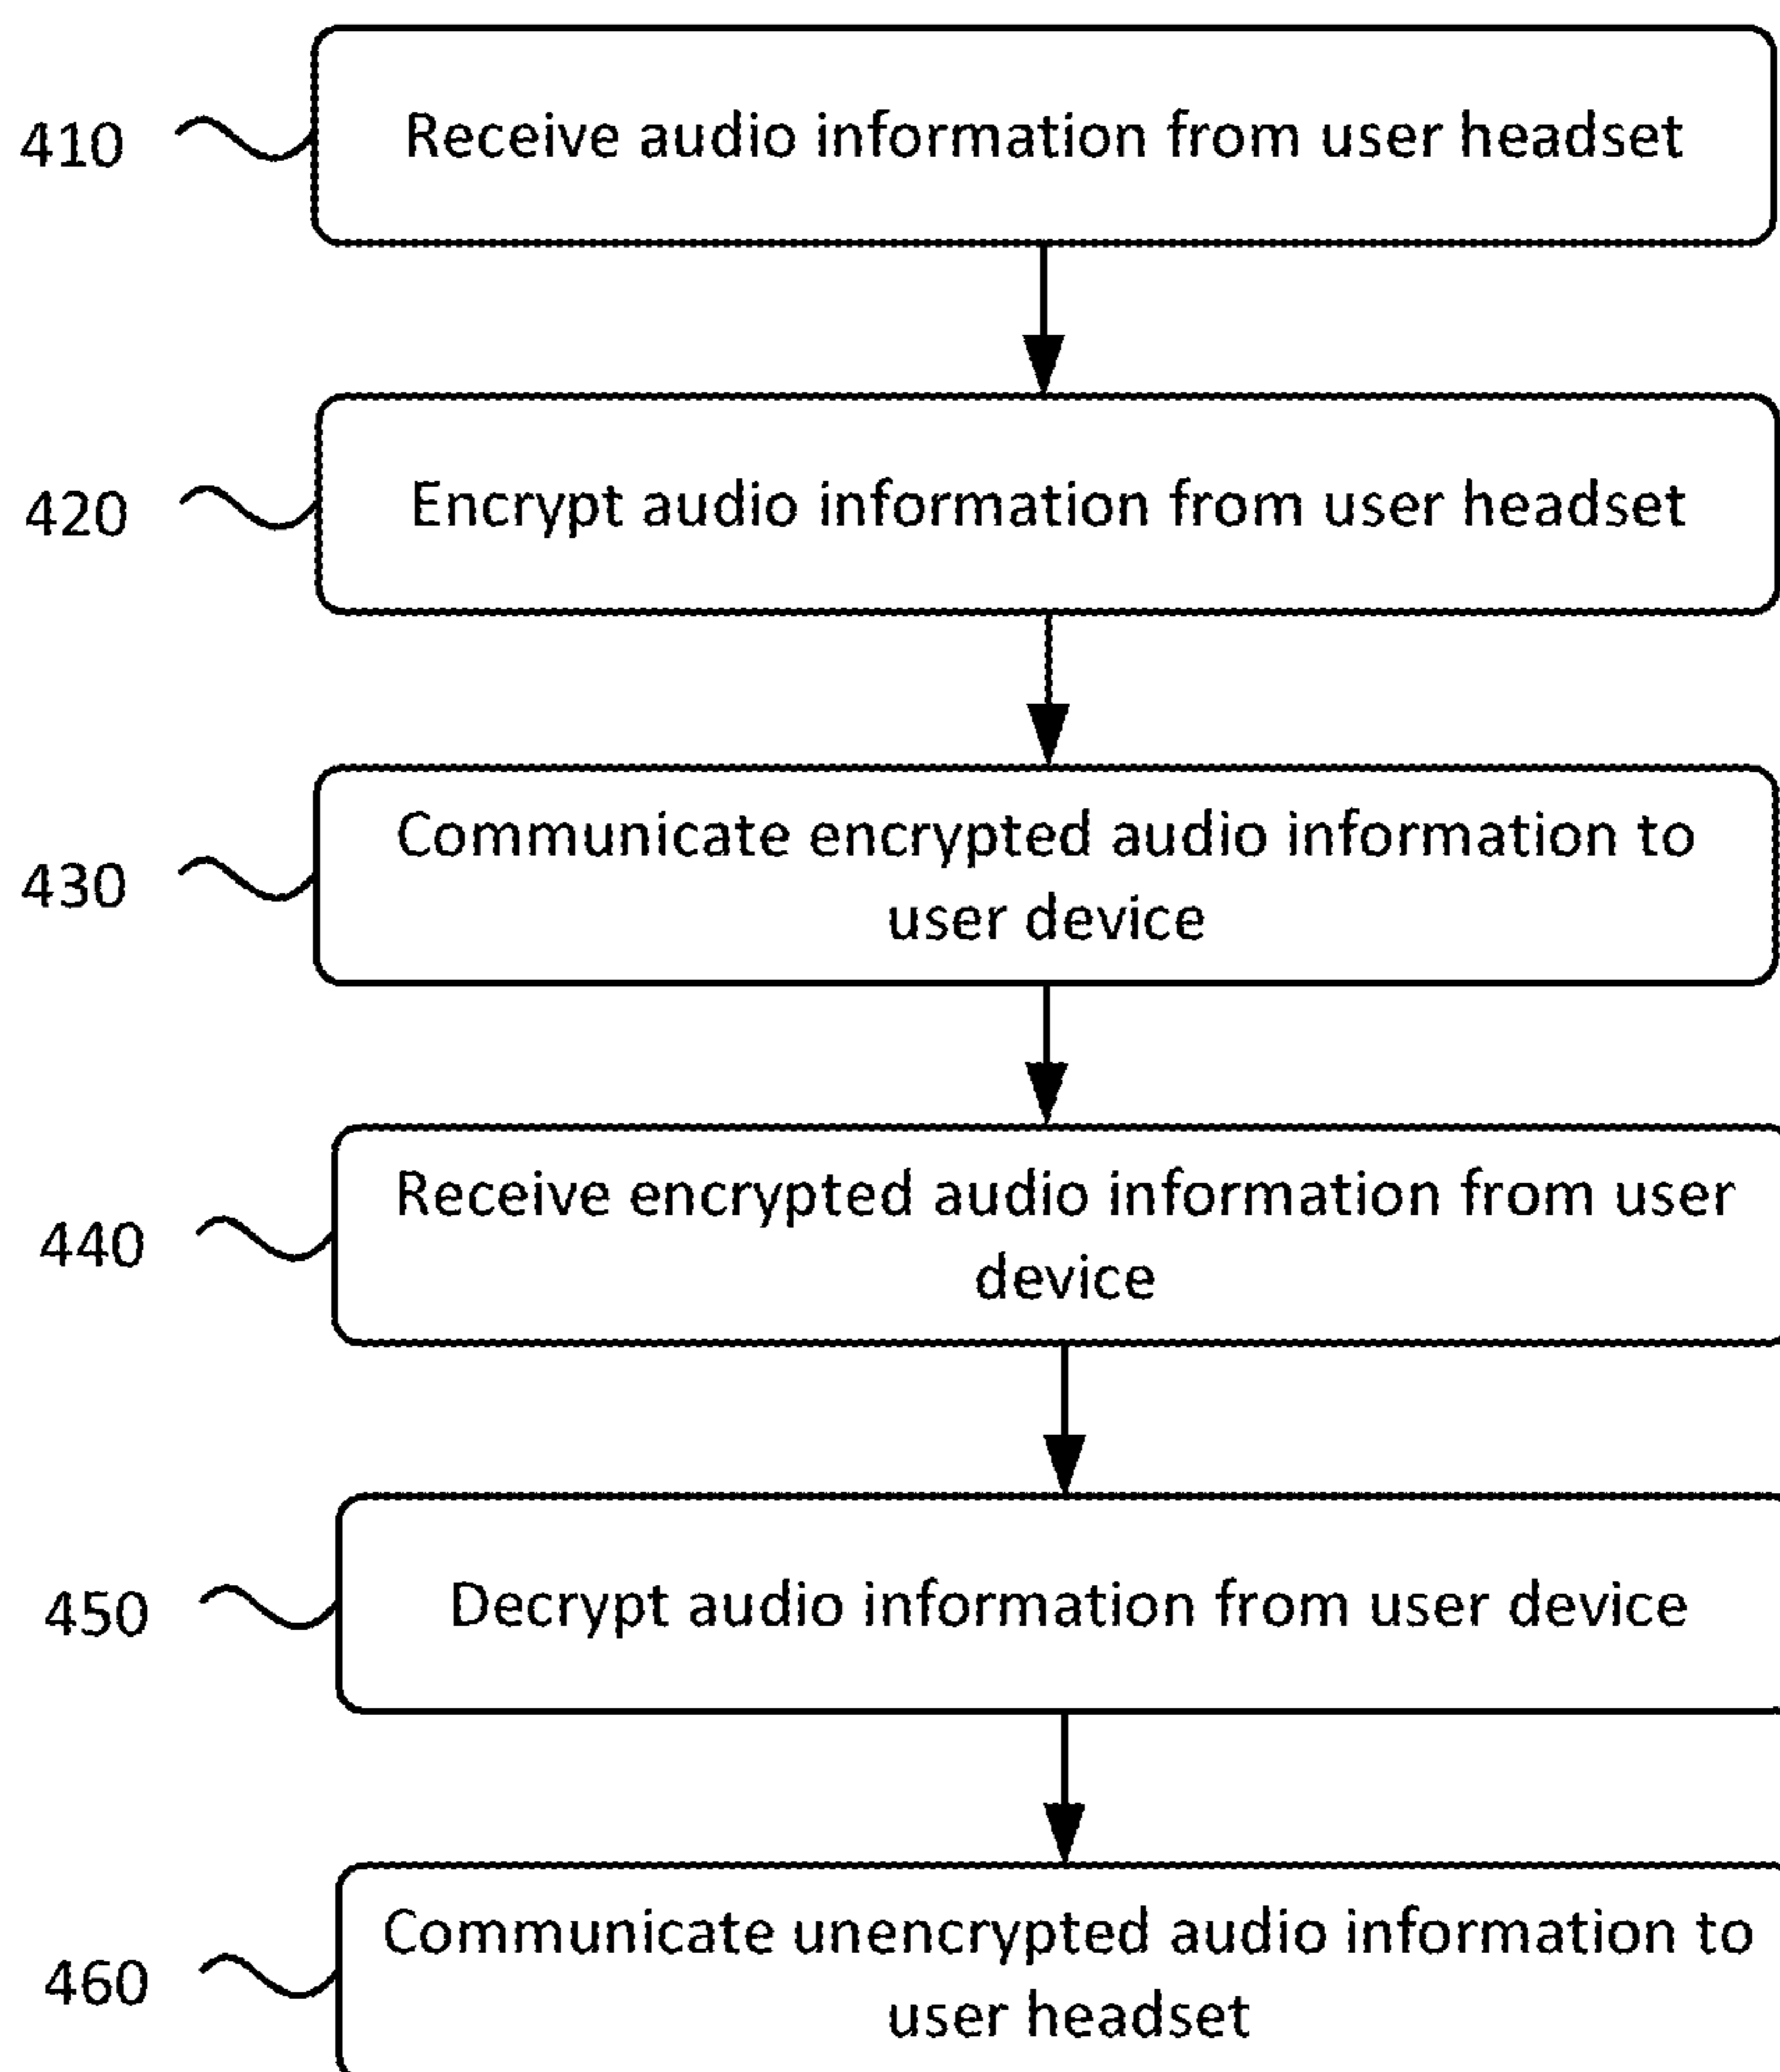 410
Receive audio information from user headset
420
Encrypt audio information from user headset
430
Communicate encrypted audio information to
user device
440
Receive encrypted audio information from user
device
450
Decrypt audio information from user device
460
Communicate unencrypted audio information to
user headset